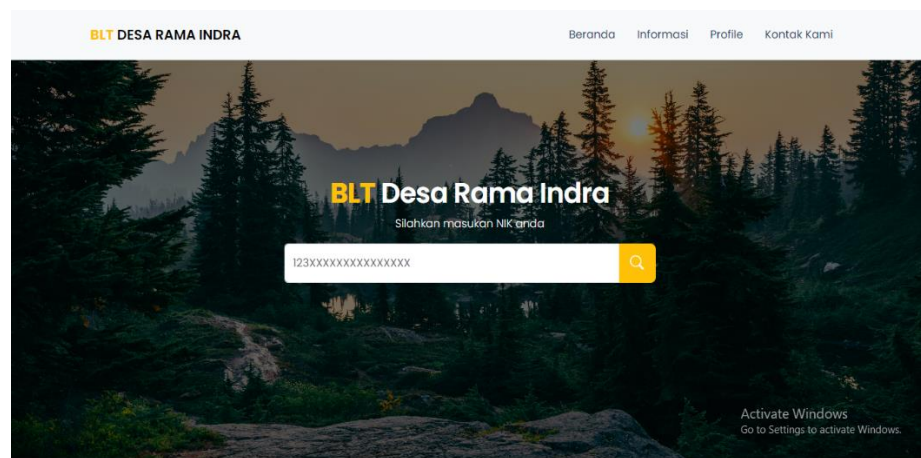 BLT DESA RAMA INDRA
Beranda Informasi Profile Kontak Kami
BLT Desa Rama Indra
Silahkan masukan NIK anda
123XXXXXXXXXXXXXXX
Activate Windows
Go to Settings to activate Windows.